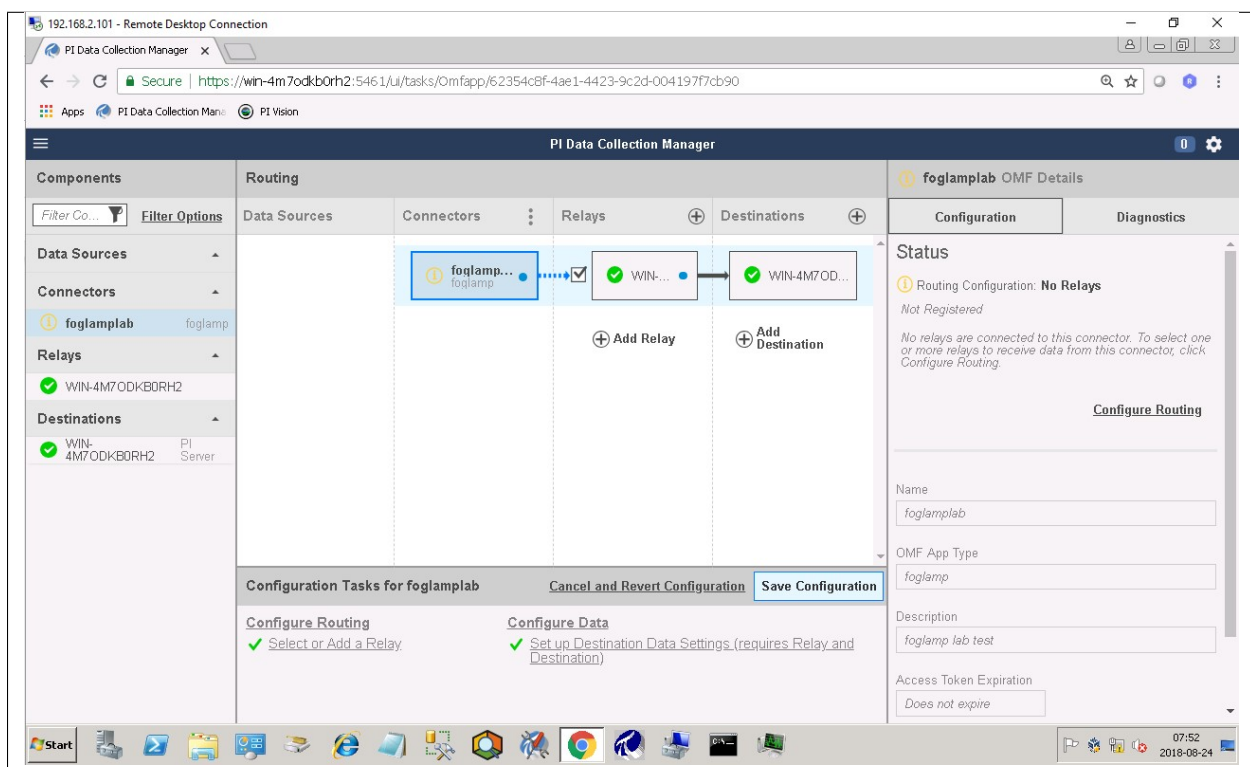 192.168.2.101 - Remote Desktop Connection
PI Data Collection Manager
Secure | https://win-4m7odkb0rh2:5461/ui/tasks/Omfapp/62354c8f-4ae1-4423-9c2d-004197f7cb90
Apps PI Data Collection Mana PI Vision
PI Data Collection Manager
0
Components
Filter Co...
Filter Options
Data Sources
Connectors
foglamplab foglamp
Relays
WIN-4M7ODKB0RH2
Destinations
WIN-4M7ODKB0RH2 PI Server
Routing
Data Sources Connectors Relays Destinations
foglamp...
foglamp
WIN-...
WIN-4M7OD...
Add Relay
Add
Destination
Configuration Tasks for foglamplab
Cancel and Revert Configuration
Save Configuration
Configure Routing
Select or Add a Relay
Configure Data
Set up Destination Data Settings (requires Relay and
Destination)
foglamplab OMF Details
Configuration Diagnostics
Status
Routing Configuration: No Relays
Not Registered
No relays are connected to this connector. To select one
or more relays to receive data from this connector, click
Configure Routing.
Configure Routing
Name
foglamplab
OMF App Type
foglamp
Description
foglamp lab test
Access Token Expiration
Does not expire
Start
07:52
2018-08-24